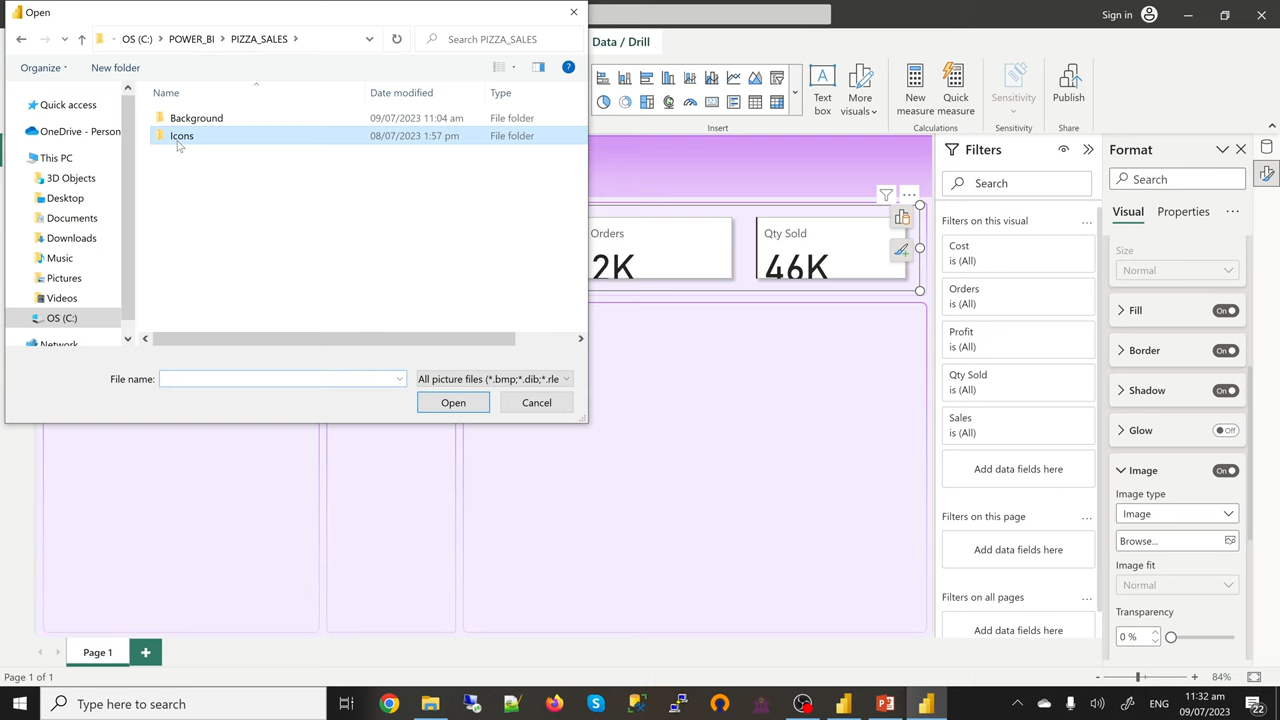 Open
OS (C:) POWER_BI PIZZA_SALES
Search PIZZA_SALES
Organize
New folder
Name
Date modified
Type
Background
09/07/2023 11:04 am
File folder
Icons
08/07/2023 1:57 pm
File folder
Quick access
OneDrive - Person
This PC
3D Objects
Desktop
Documents
Downloads
Music
Pictures
Videos
OS (C:)
Network
File name:
All picture files (*.bmp;*.dib;*.rle
Open
Cancel
Sign in
Data / Drill
Text box
More visuals
New measure
Quick measure
Sensitivity
Publish
Insert
Calculations
Sensitivity
Share
Orders
2K
Qty Sold
46K
Filters
Search
Filters on this visual
Cost
is (All)
Orders
is (All)
Profit
is (All)
Qty Sold
is (All)
Sales
is (All)
Add data fields here
Filters on this page
Add data fields here
Filters on all pages
Add data fields here
Format
Search
Visual
Properties
Size
Normal
Fill
On
Border
On
Shadow
On
Glow
Off
Image
On
Image type
Image
Browse...
Image fit
Normal
Transparency
0 %
Page 1
Page 1 of 1
84%
Type here to search
ENG
11:32 am
09/07/2023
22